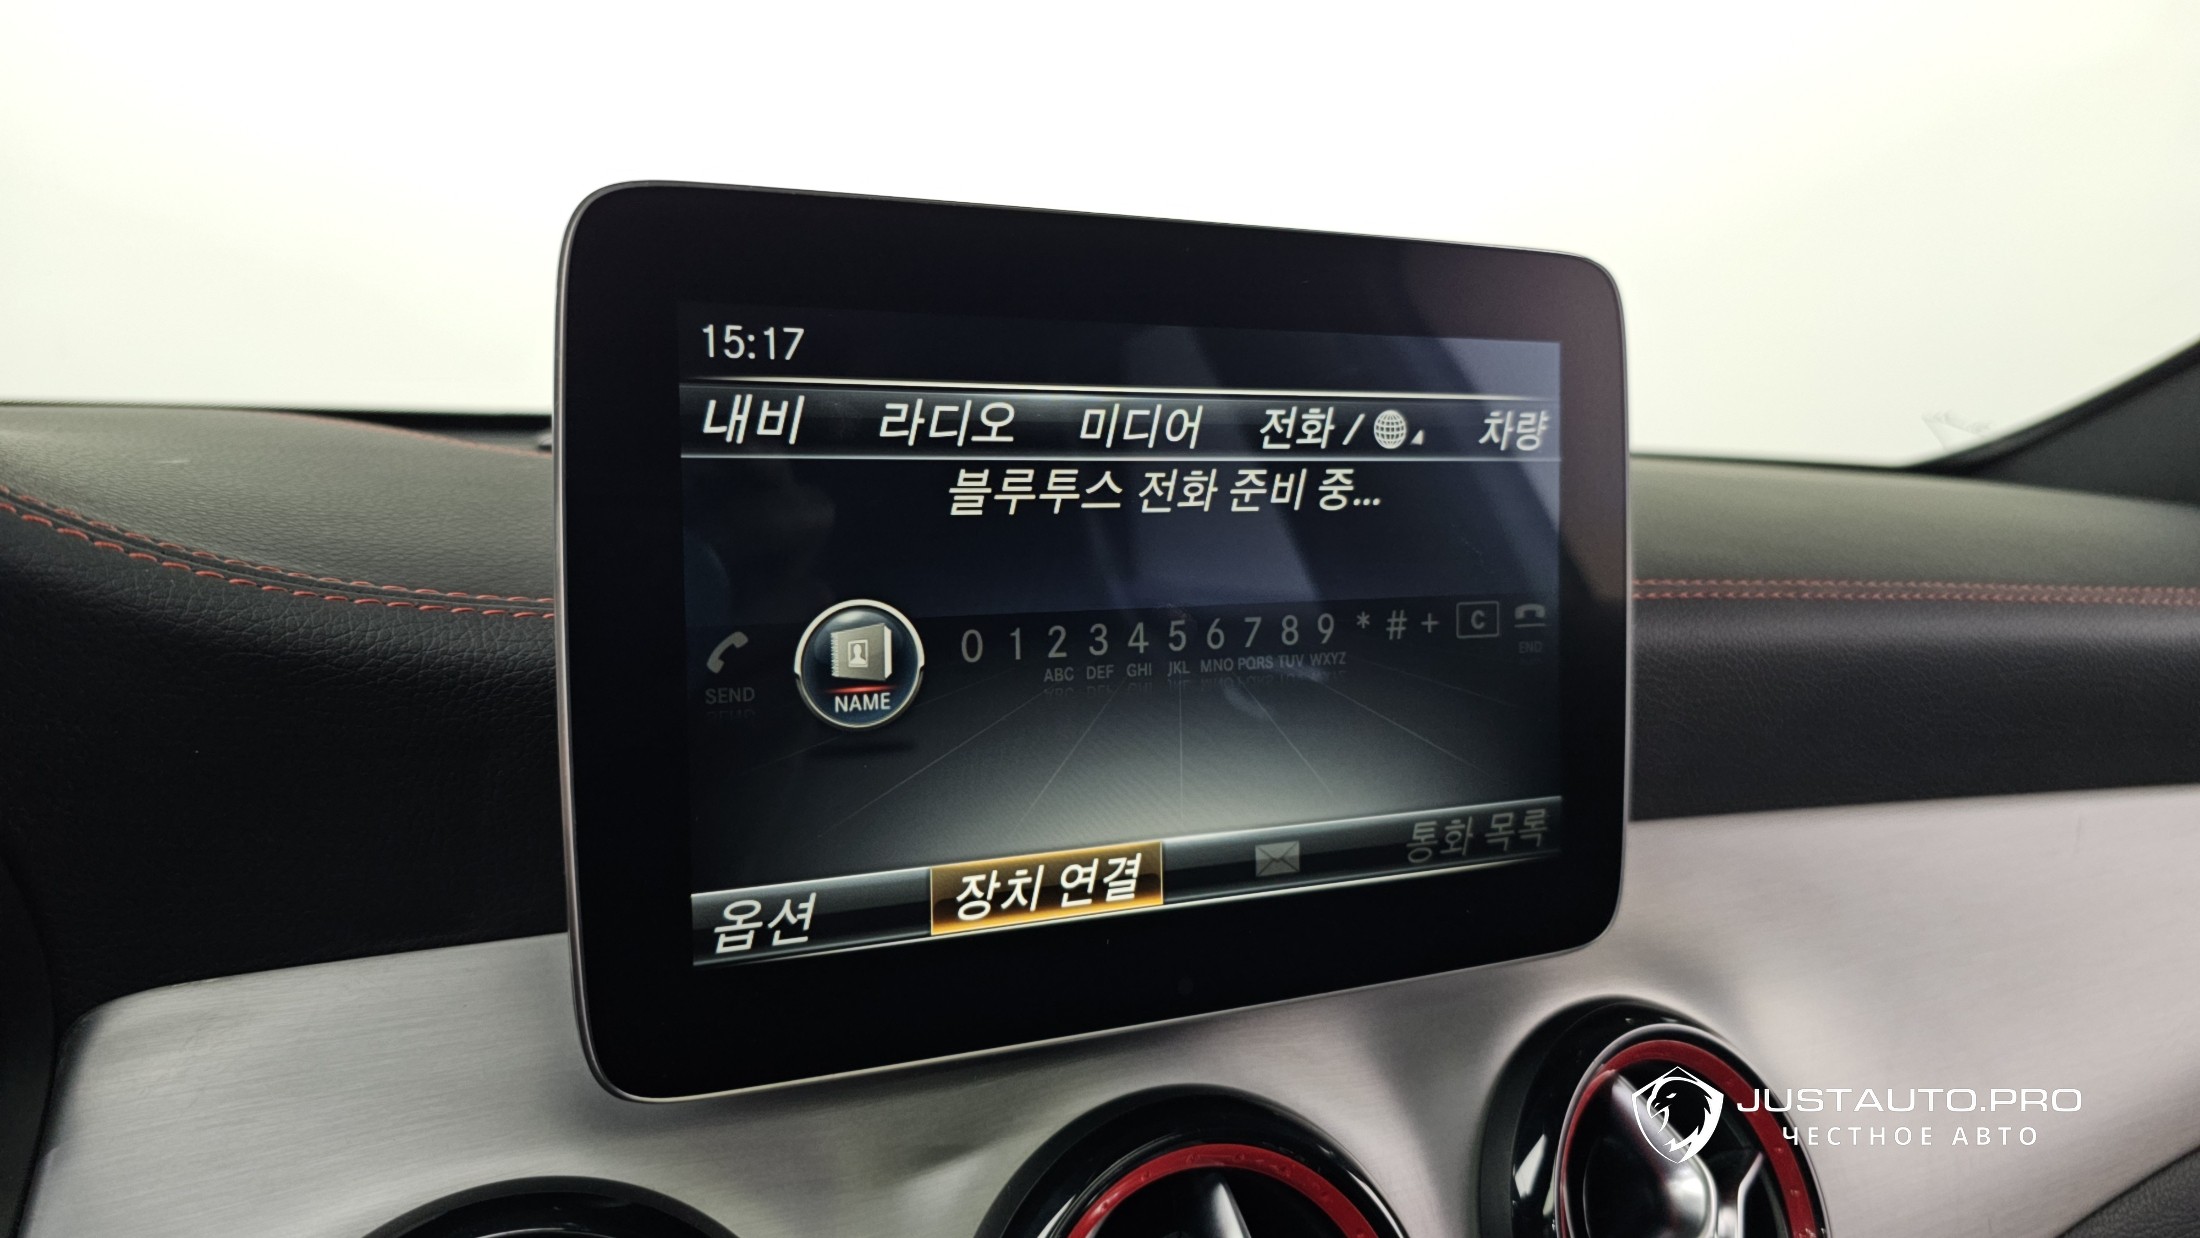 15:17
내비 라디오 미디어 전화 / 차량
블루투스 전화 준비 중...
SEND NAME 0 1 2 3 4 5 6 7 8 9 * # + C END
ABC DEF GHI JKL MNO PQRS TUV WXYZ
옵션 장치 연결 통화 목록
JUSTAUTO.PRO
ЧЕСТНОЕ АВТО